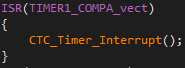 ISR(TIMER1_COMPA_vect)
{
    CTC_Timer_Interrupt();
}